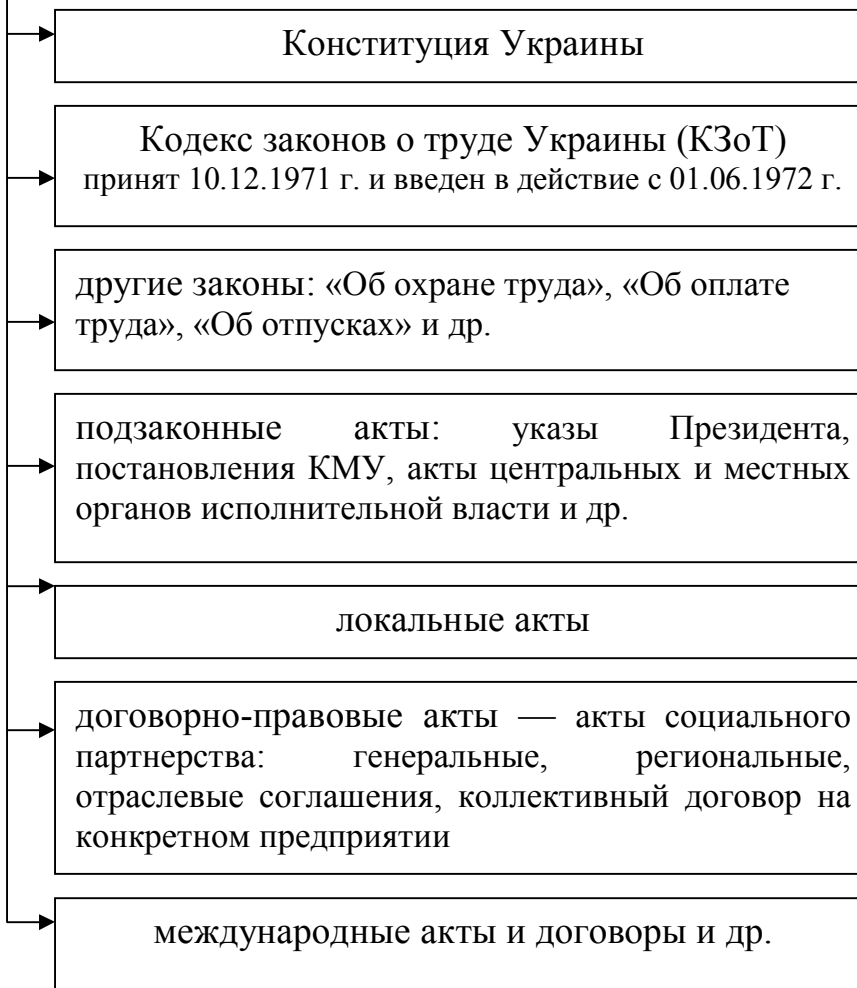 Конституция Украины
Кодекс законов о труде Украины (КЗоТ)
принят 10.12.1971 г. и введен в действие с 01.06.1972 г.
другие законы: «Об охране труда», «Об оплате
труда», «Об отпусках» и др.
подзаконные акты: указы Президента,
постановления КМУ, акты центральных и местных
органов исполнительной власти и др.
локальные акты
договорно-правовые акты — акты социального
партнерства: генеральные, региональные,
отраслевые соглашения, коллективный договор на
конкретном предприятии
международные акты и договоры и др.